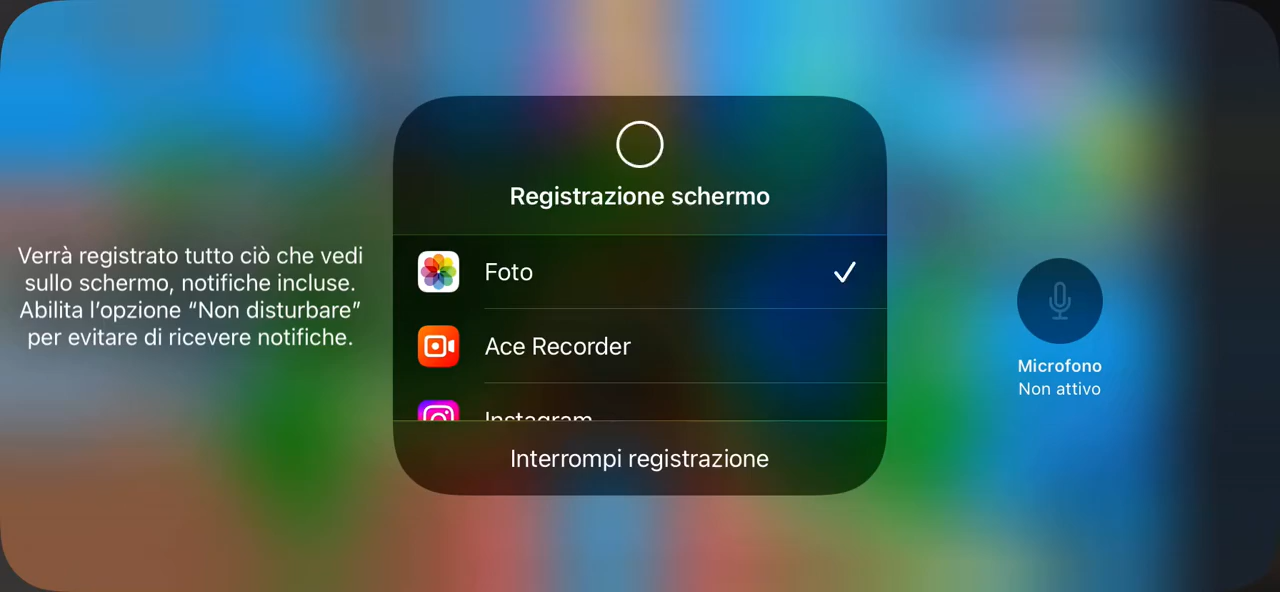 Verrà registrato tutto ciò che vedi
sullo schermo, notifiche incluse.
Abilita l’opzione “Non disturbare”
per evitare di ricevere notifiche.
Registrazione schermo
Foto
Ace Recorder
Instagram
Interrompi registrazione
Microfono
Non attivo